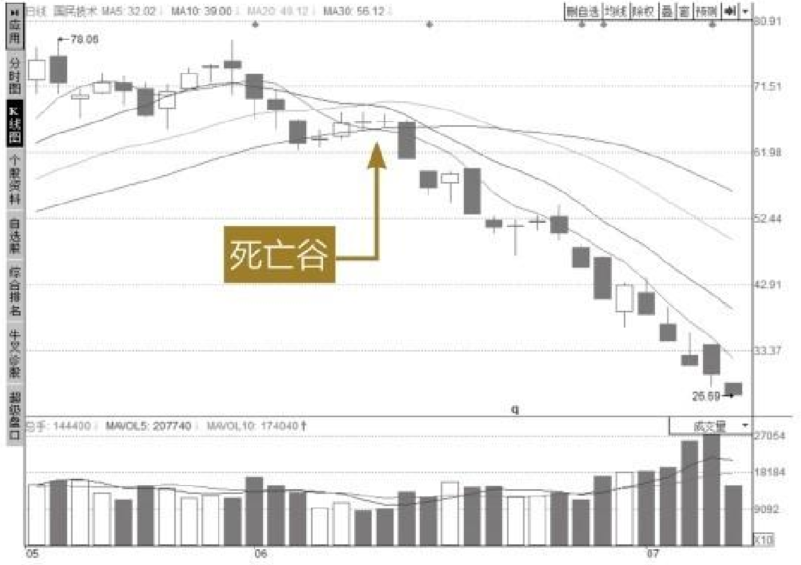 日线 国民技术 MA5: 32.02↓ MA10: 39.00↓ MA20: 49.12↓ MA30: 56.12↓
删自选 均线 除权 叠 窗 预测
应用
分时图
K线图
个股资料
自选股
综合排名
牛叉诊股
超级盘口
←78.06
死亡谷
26.69→
q
80.91
71.51
61.98
52.44
42.91
33.37
总手: 144400↓ MAVOL5: 207740↓ MAVOL10: 174040↑
成交量
27054
18184
9092
X10
05
06
07